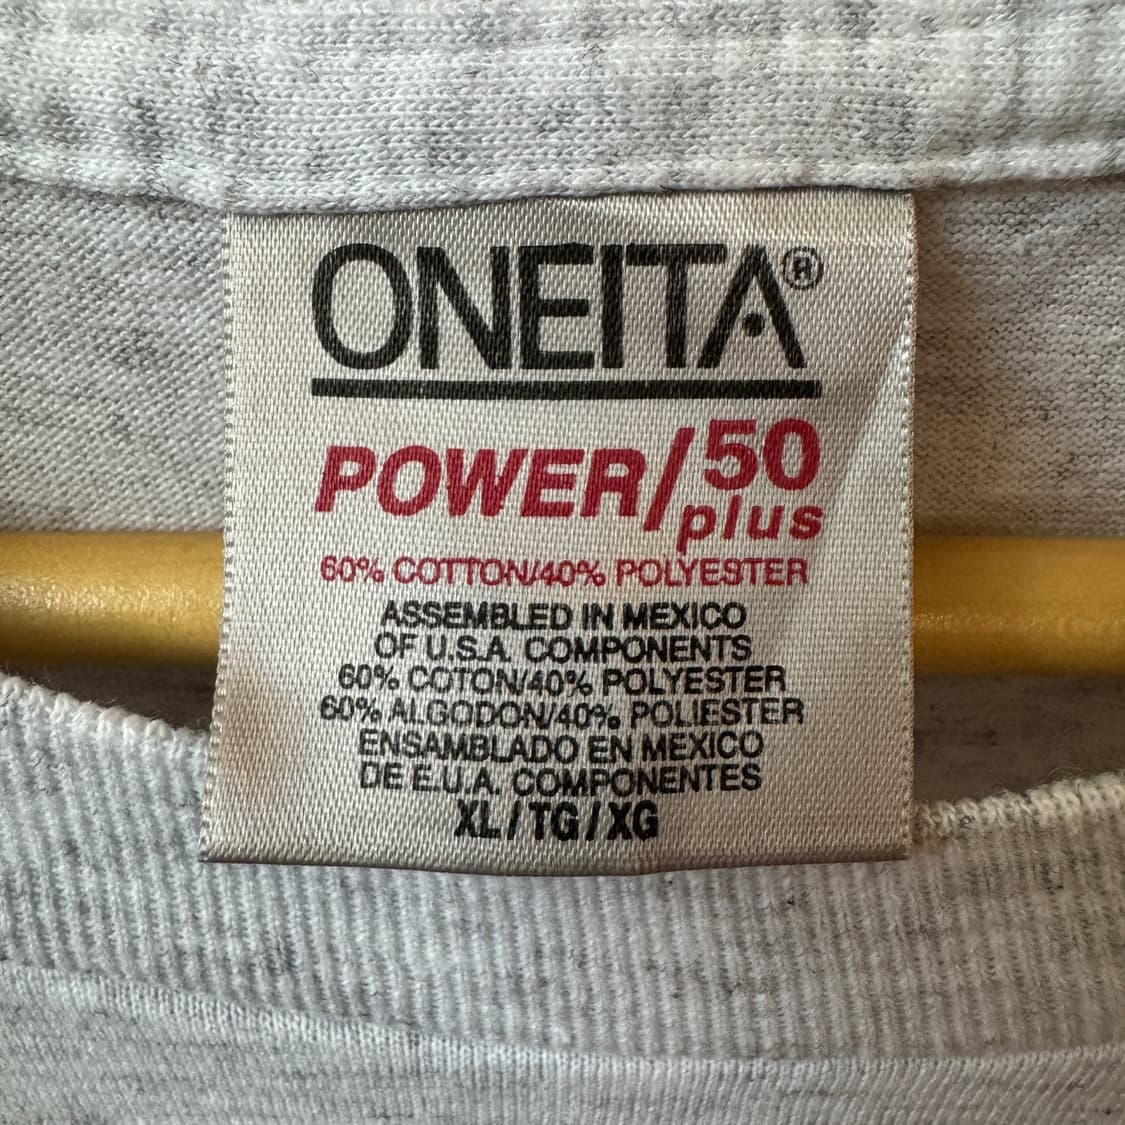 ONEITA®
POWER/50
plus
60% COTTON/40% POLYESTER
ASSEMBLED IN MEXICO
OF U.S.A. COMPONENTS
60% COTON/40% POLYESTER
60% ALGODON/40% POLIESTER
ENSAMBLADO EN MEXICO
DE E.U.A. COMPONENTES
XL/TG/XG